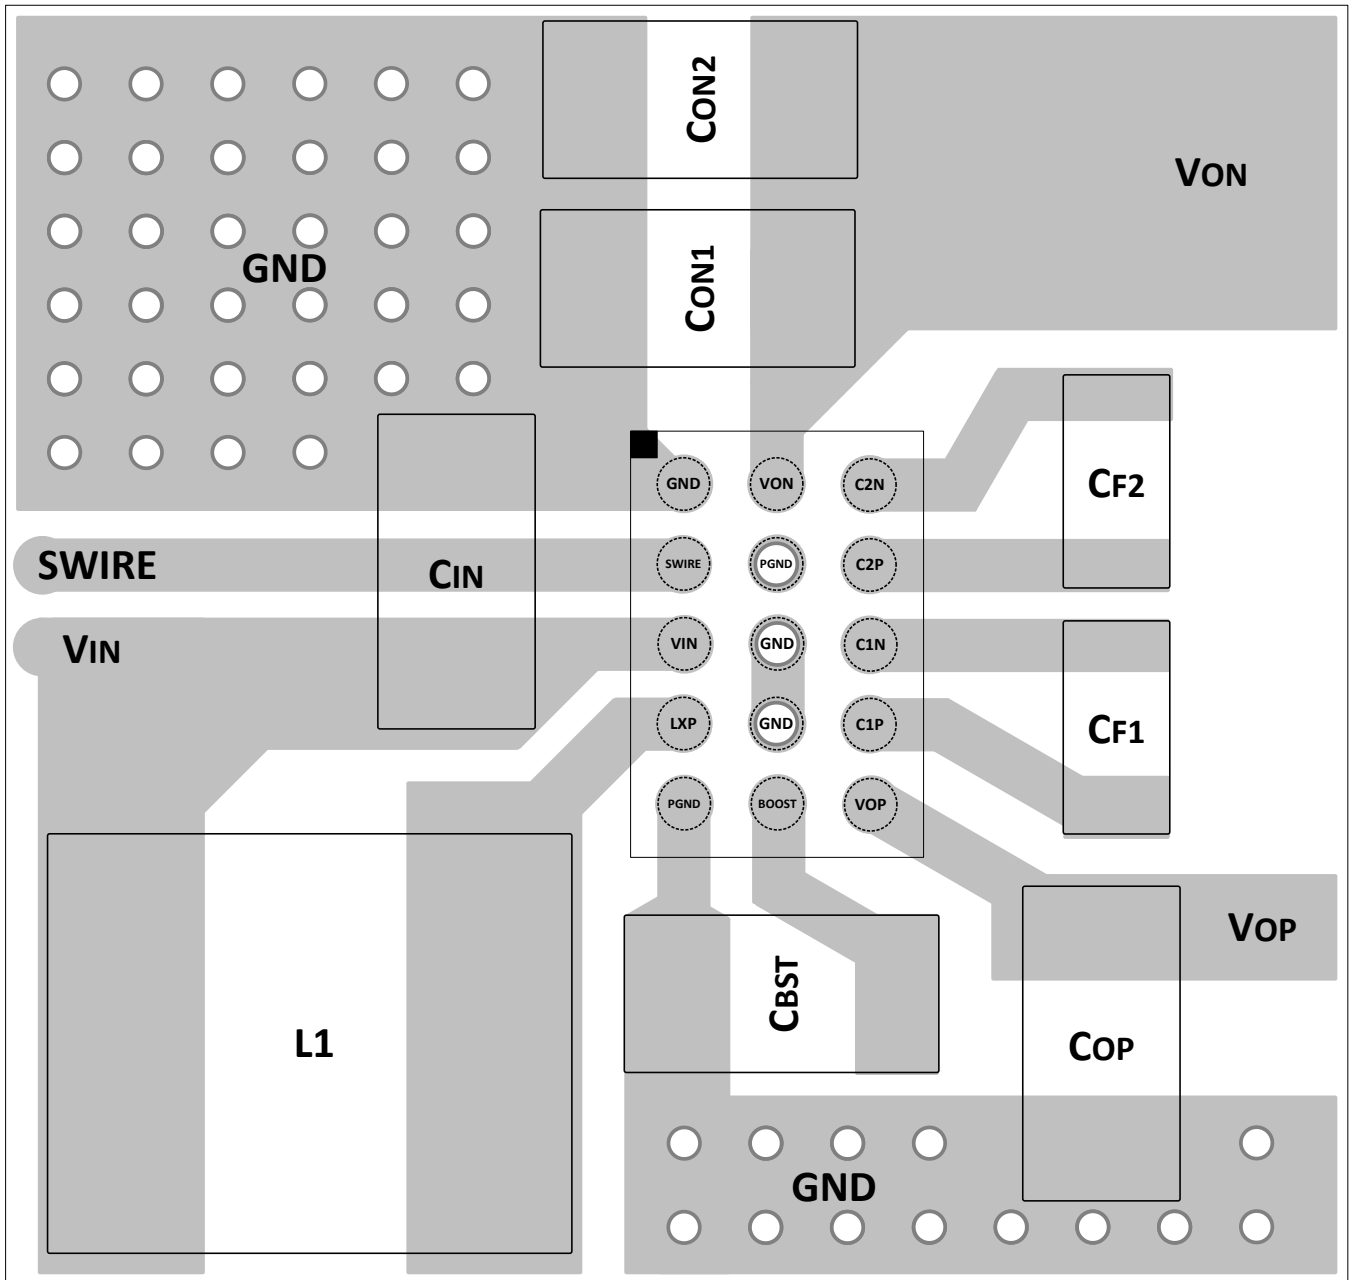 CON2
VON
CON1
GND
CF2
GND VON C2N
SWIRE
CIN
SWIRE PGND C2P
VIN
VIN GND C1N
CF1
LXP GND C1P
PGND BOOST VOP
VOP
CBST
L1
COP
GND